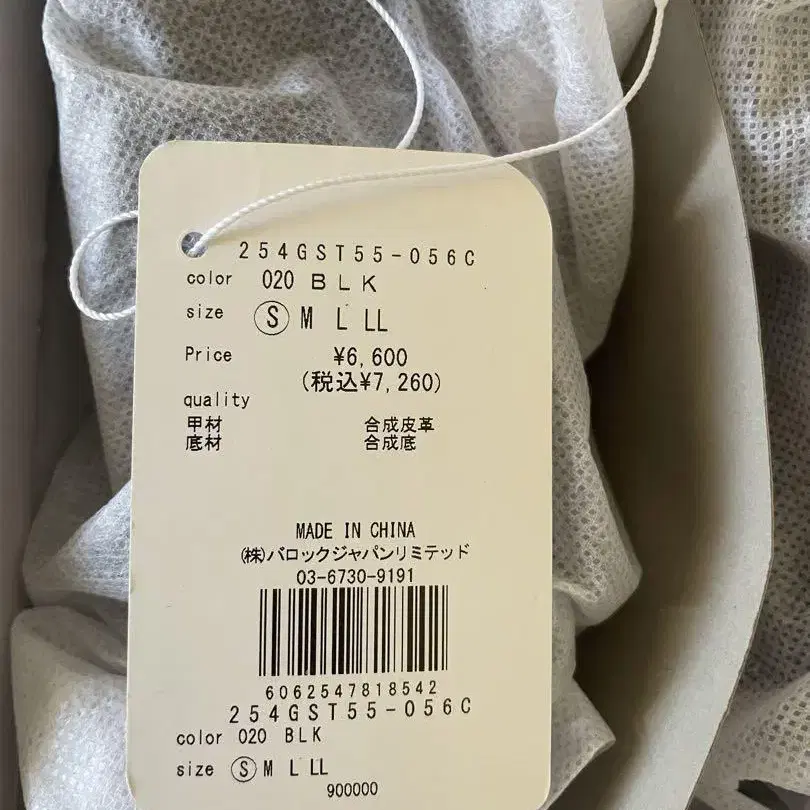 254GST55-056C
color 020 BLK
size Ⓢ M L LL
Price ¥6,600
(税込¥7,260)
quality
甲材 合成皮革
底材 合成底
MADE IN CHINA
(株)バロックジャパンリミテッド
03-6730-9191
6062547818542
254GST55-056C
color 020 BLK
size Ⓢ M L LL
900000